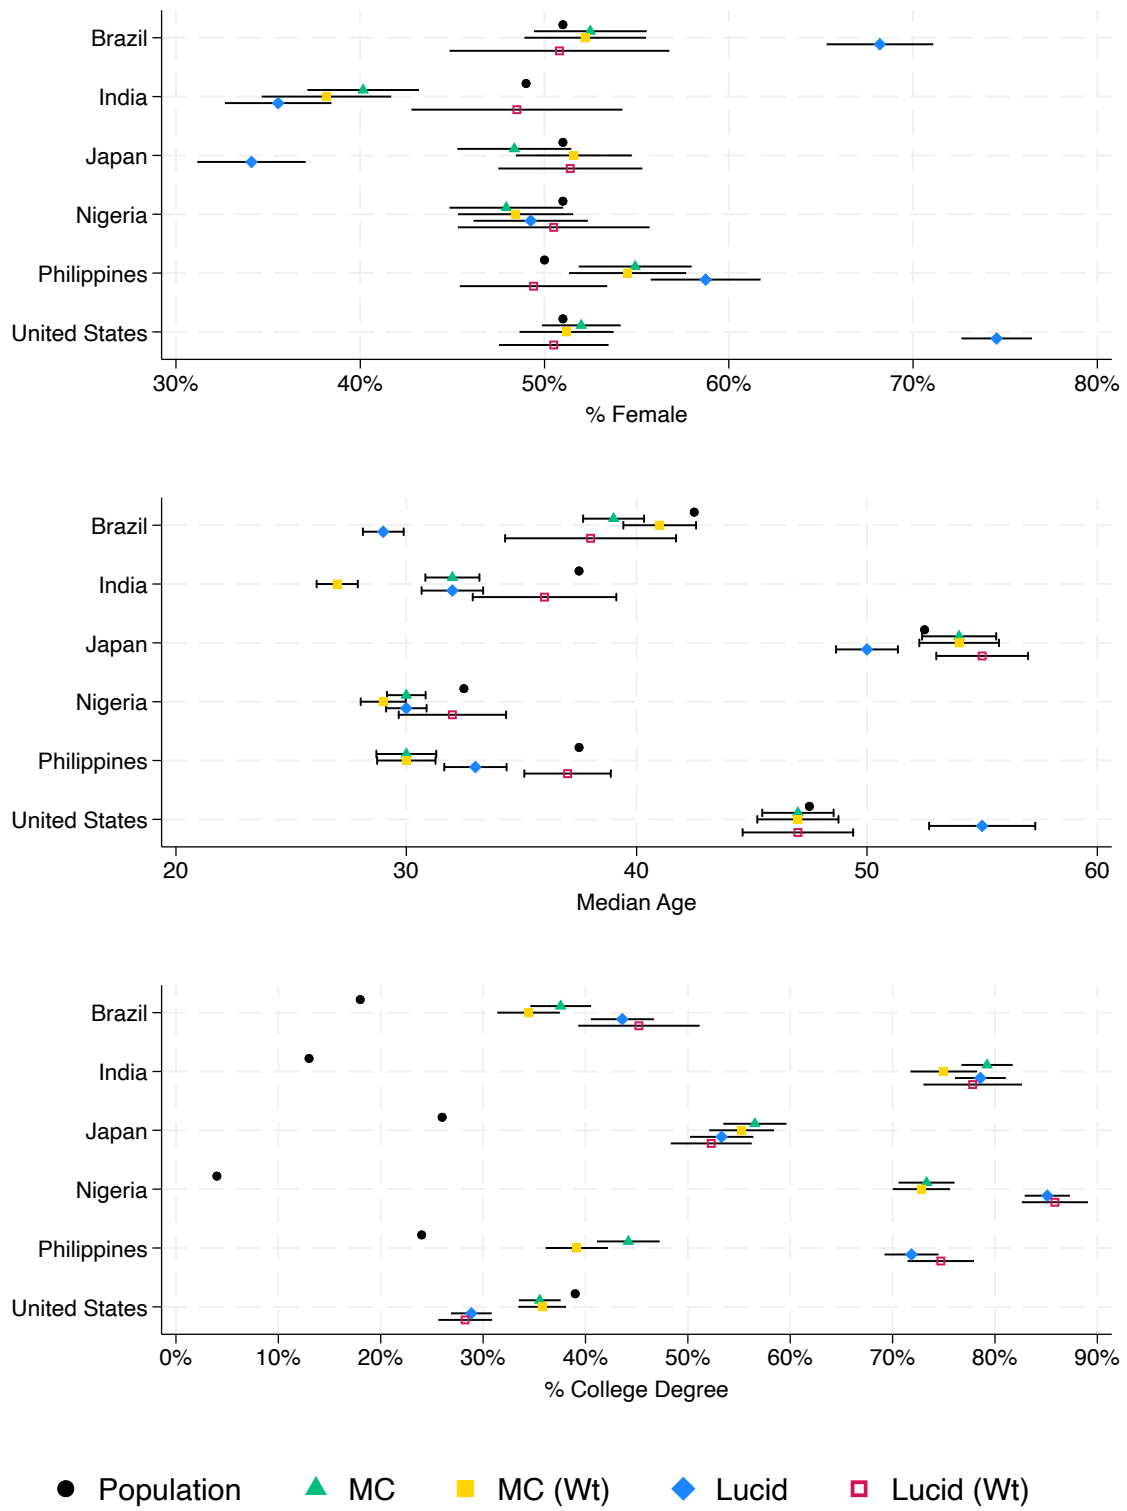 Brazil
India
Japan
Nigeria
Philippines
United States
30% 40% 50% 60% 70% 80%
% Female
Brazil
India
Japan
Nigeria
Philippines
United States
20 30 40 50 60
Median Age
Brazil
India
Japan
Nigeria
Philippines
United States
0% 10% 20% 30% 40% 50% 60% 70% 80% 90%
% College Degree
Population MC MC (Wt) Lucid Lucid (Wt)